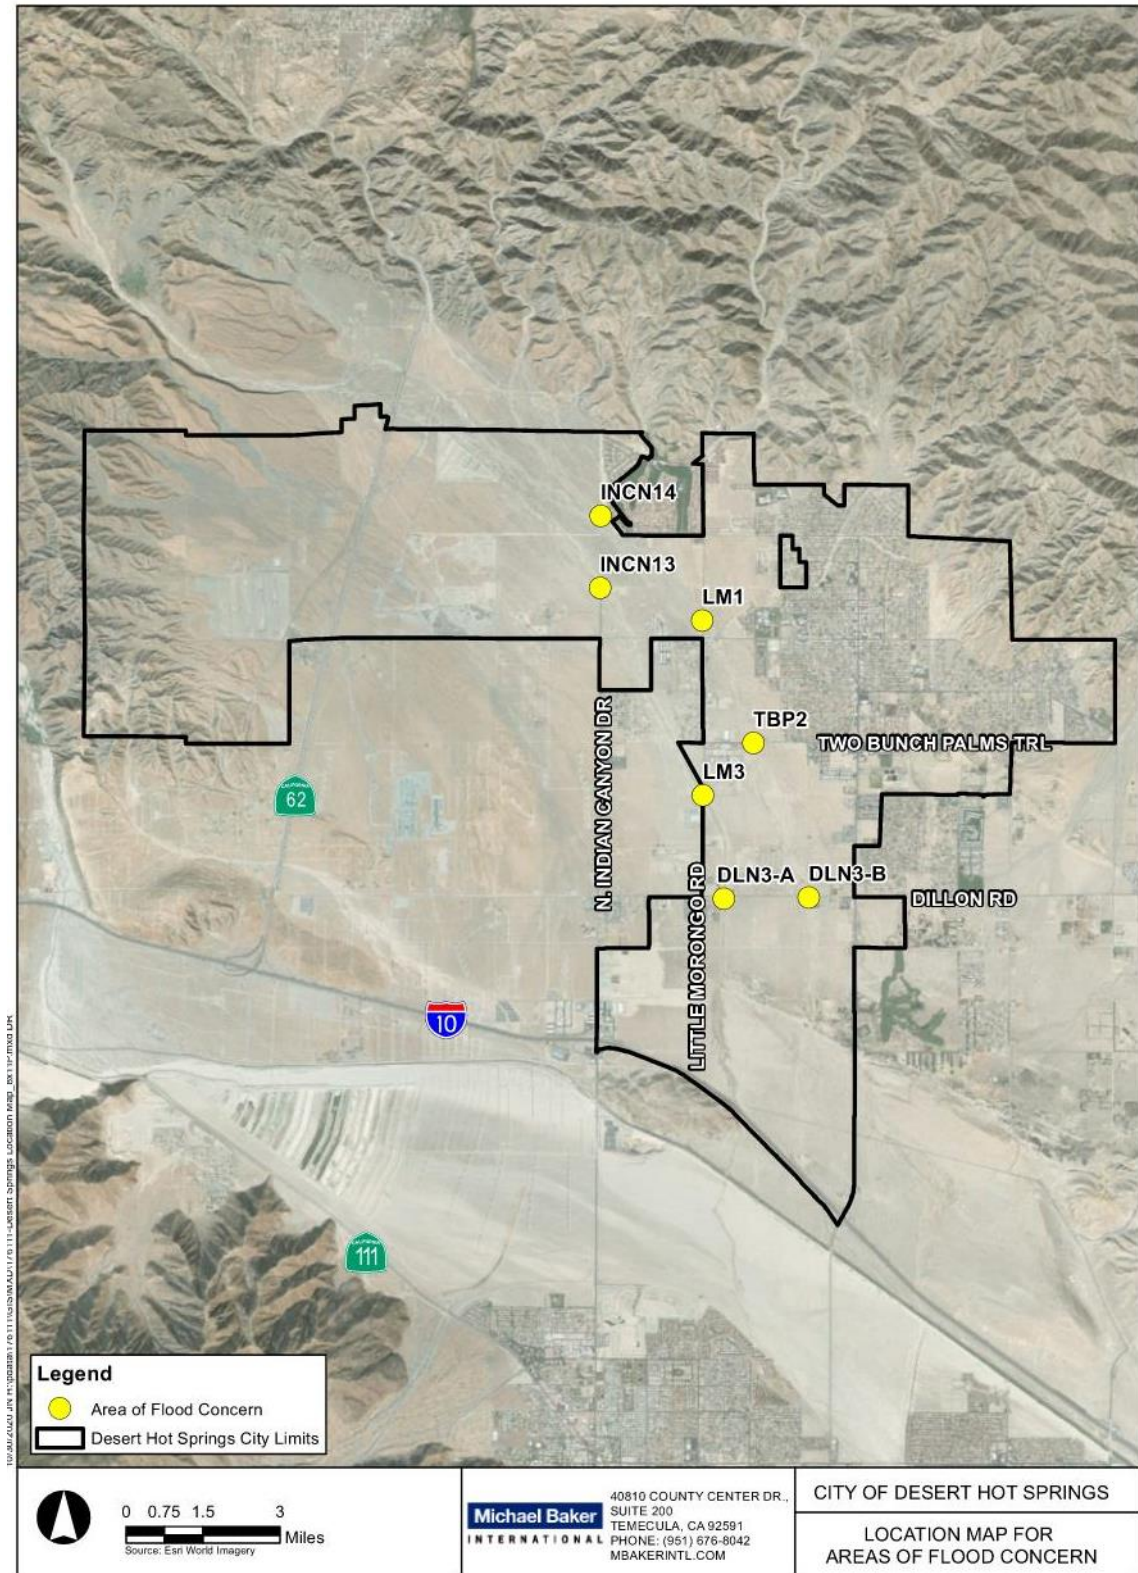 INCN14
INCN13
LM1
TBP2
TWO BUNCH PALMS TRL
LM3
N. INDIAN CANYON DR
CALIFORNIA
62
DLN3-A
DLN3-B
DILLON RD
LITTLE MORONGO RD
10
CALIFORNIA
111
Legend
Area of Flood Concern
Desert Hot Springs City Limits
0 0.75 1.5 3
Miles
Source: Esri World Imagery
Michael Baker
INTERNATIONAL
40810 COUNTY CENTER DR.,
SUITE 200
TEMECULA, CA 92591
PHONE: (951) 676-8042
MBAKERINTL.COM
CITY OF DESERT HOT SPRINGS
LOCATION MAP FOR
AREAS OF FLOOD CONCERN